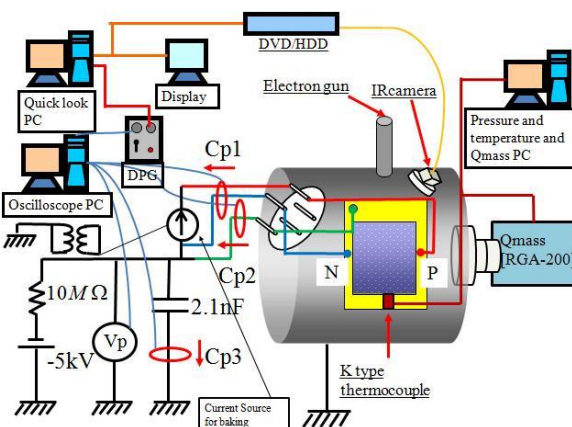 DVD/HDD
Electron gun
IRcamera
Quick look
PC
Display
Pressure and
temperature and
Qmass PC
DPG
Cp1
Oscilloscope PC
Qmass
[RGA-200]
N
P
Cp2
10MΩ
2.1nF
Vp
-5kV
Cp3
K type
thermocouple
Current Source
for baking